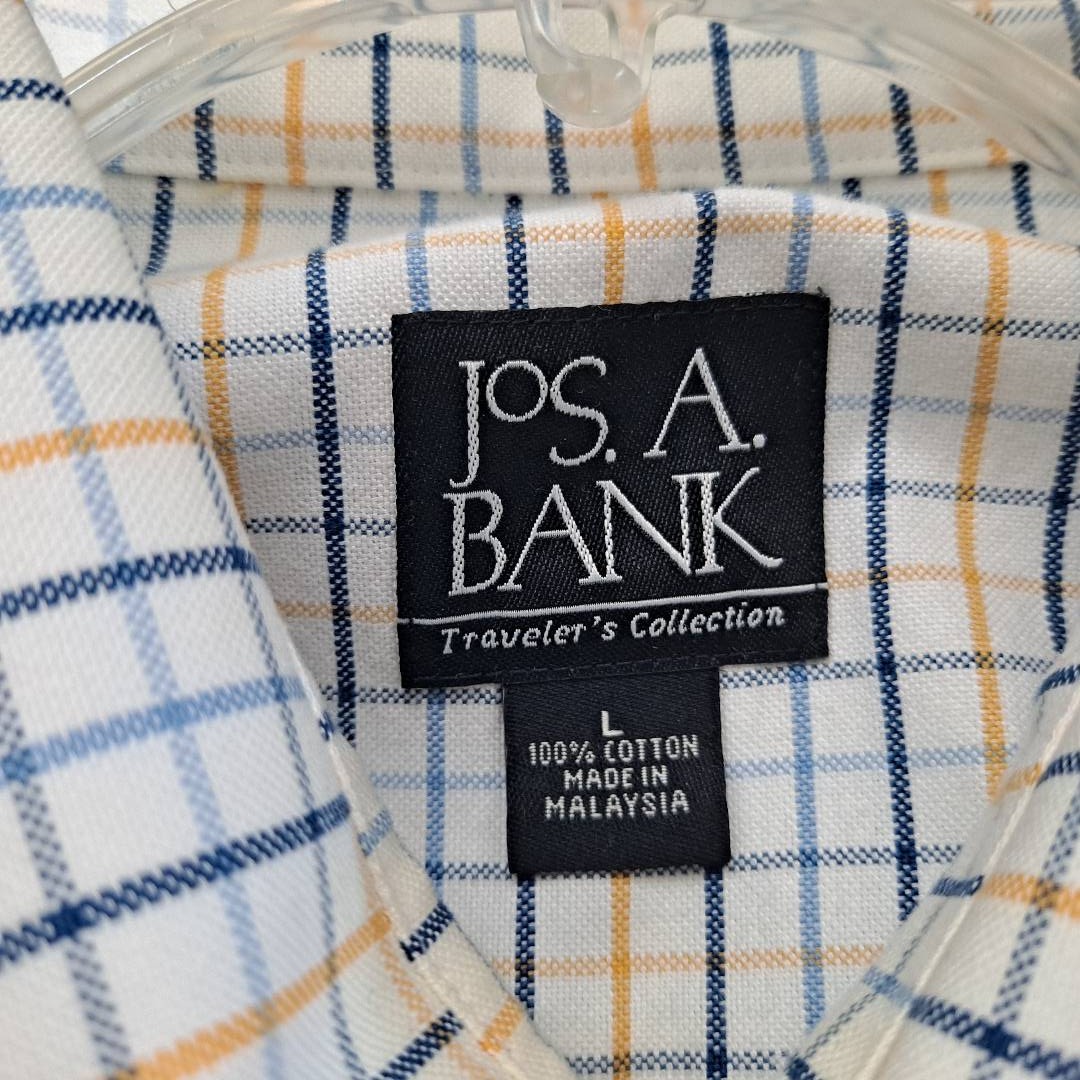 JOS. A.
BANK
Traveler's Collection
L
100% COTTON
MADE IN
MALAYSIA